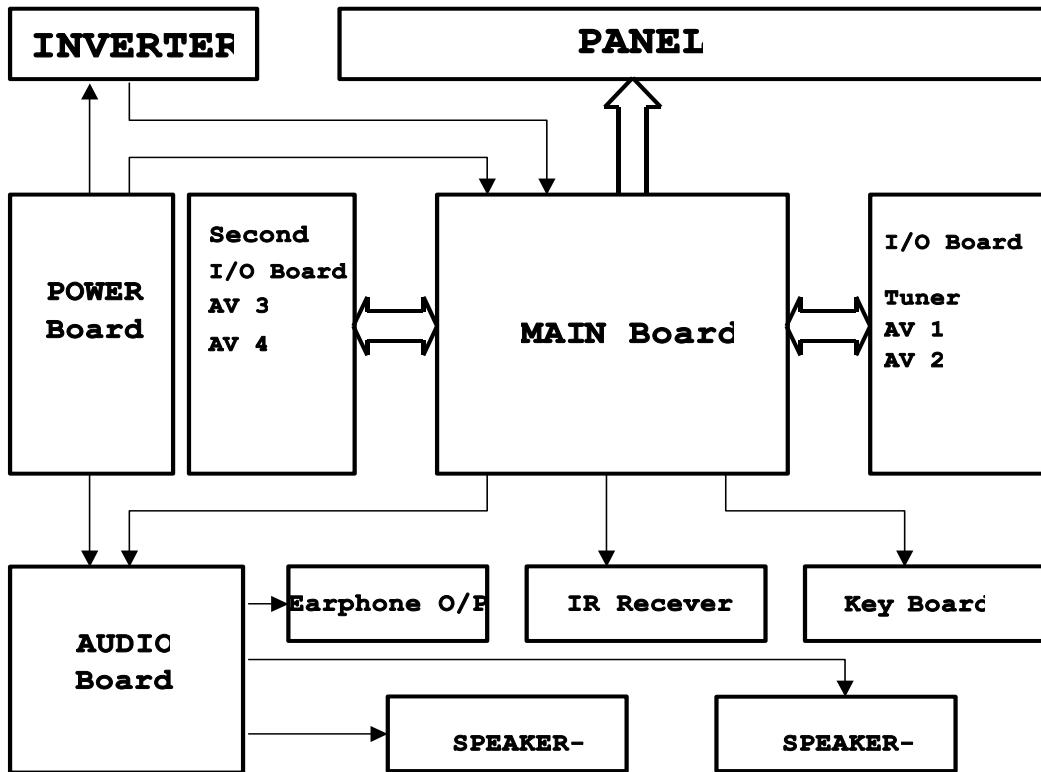 INVERTER
PANEL
POWER
Board
Second
I/O Board
AV 3
AV 4
MAIN Board
I/O Board
Tuner
AV 1
AV 2
AUDIO
Board
Earphone O/P
IR Recever
Key Board
SPEAKER-
SPEAKER-